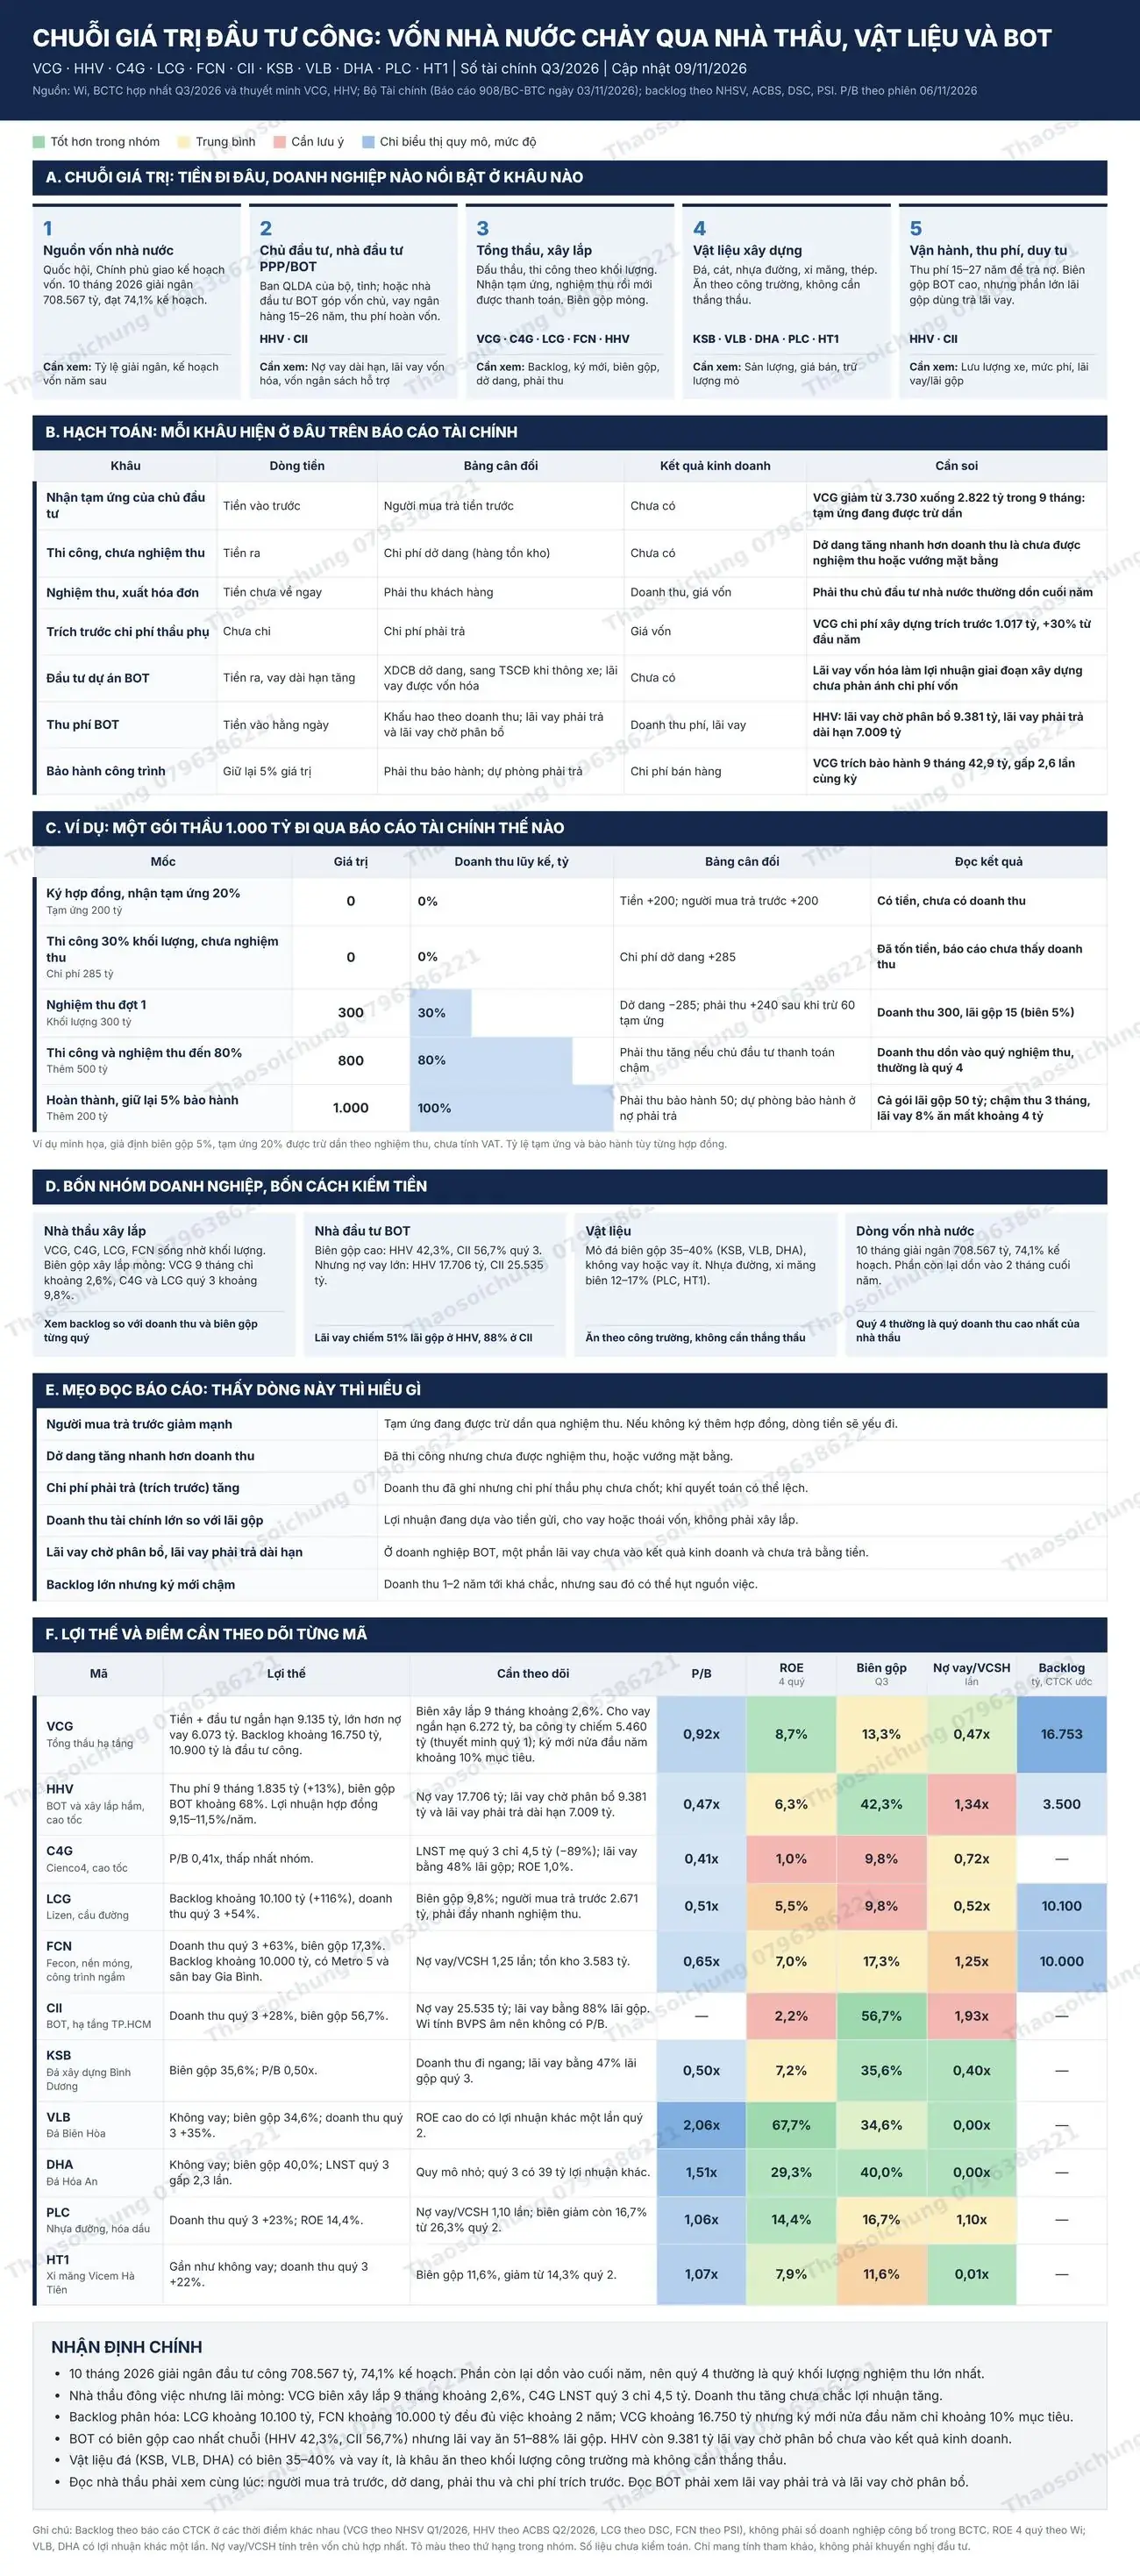 CHUỖI GIÁ TRỊ ĐẦU TƯ CÔNG: VỐN NHÀ NƯỚC CHẢY QUA NHÀ THẦU, VẬT LIỆU VÀ BOT
VCG · HHV · C4G · LCG · FCN · CII · KSB · VLB · DHA · PLC · HT1 | Số tài chính Q3/2026 | Cập nhật 09/11/2026
Nguồn: Wi, BCTC hợp nhất Q3/2026 và thuyết minh VCG, HHV; Bộ Tài chính (Báo cáo 908/BC-BTC ngày 03/11/2026); backlog theo NHSV, ACBS, DSC, PSI. P/B theo phiên 06/11/2026
Tốt hơn trong nhóm
Trung bình
Cần lưu ý
Chỉ biểu thị quy mô, mức độ
A. CHUỖI GIÁ TRỊ: TIỀN ĐI ĐÂU, DOANH NGHIỆP NÀO NỔI BẬT Ở KHÂU NÀO
1
Nguồn vốn nhà nước
Quốc hội, Chính phủ giao kế hoạch
vốn. 10 tháng 2026 giải ngân
708.567 tỷ, đạt 74,1% kế hoạch.
Cần xem: Tỷ lệ giải ngân, kế hoạch
vốn năm sau
2
Chủ đầu tư, nhà đầu tư
PPP/BOT
Ban QLDA của bộ, tỉnh; hoặc nhà
đầu tư BOT góp vốn chủ, vay ngân
hàng 15–26 năm, thu phí hoàn vốn.
HHV · CII
Cần xem: Nợ vay dài hạn, lãi vay vốn
hóa, vốn ngân sách hỗ trợ
3
Tổng thầu, xây lắp
Đấu thầu, thi công theo khối lượng.
Nhận tạm ứng, nghiệm thu rồi mới
được thanh toán. Biên gộp mỏng.
VCG · C4G · LCG · FCN · HHV
Cần xem: Backlog, ký mới, biên gộp,
dở dang, phải thu
4
Vật liệu xây dựng
Đá, cát, nhựa đường, xi măng, thép.
Ăn theo công trường, không cần
thắng thầu.
KSB · VLB · DHA · PLC · HT1
Cần xem: Sản lượng, giá bán, trữ
lượng mỏ
5
Vận hành, thu phí, duy tu
Thu phí 15–27 năm để trả nợ. Biên
gộp BOT cao, nhưng phần lớn lãi
gộp dùng trả lãi vay.
HHV · CII
Cần xem: Lưu lượng xe, mức phí, lãi
vay/lãi gộp
B. HẠCH TOÁN: MỖI KHÂU HIỆN Ở ĐÂU TRÊN BÁO CÁO TÀI CHÍNH
Khâu
Dòng tiền
Bảng cân đối
Kết quả kinh doanh
Cần soi
Nhận tạm ứng của chủ đầu
tư
Tiền vào trước
Người mua trả tiền trước
Chưa có
VCG giảm từ 3.730 xuống 2.822 tỷ trong 9 tháng:
tạm ứng đang được trừ dần
Thi công, chưa nghiệm thu
Tiền ra
Chi phí dở dang (hàng tồn kho)
Chưa có
Dở dang tăng nhanh hơn doanh thu là chưa được
nghiệm thu hoặc vướng mặt bằng
Nghiệm thu, xuất hóa đơn
Tiền chưa về ngay
Phải thu khách hàng
Doanh thu, giá vốn
Phải thu chủ đầu tư nhà nước thường dồn cuối năm
Trích trước chi phí thầu phụ
Chưa chi
Chi phí phải trả
Giá vốn
VCG chi phí xây dựng trích trước 1.017 tỷ, +30% từ
đầu năm
Đầu tư dự án BOT
Tiền ra, vay dài hạn tăng
XDCB dở dang, sang TSCĐ khi thông xe; lãi
vay được vốn hóa
Chưa có
Lãi vay vốn hóa làm lợi nhuận giai đoạn xây dựng
chưa phản ánh chi phí vốn
Thu phí BOT
Tiền vào hằng ngày
Khấu hao theo doanh thu; lãi vay phải trả
và lãi vay chờ phân bổ
Doanh thu phí, lãi vay
HHV: lãi vay chờ phân bổ 9.381 tỷ, lãi vay phải trả
dài hạn 7.009 tỷ
Bảo hành công trình
Giữ lại 5% giá trị
Phải thu bảo hành; dự phòng phải trả
Chi phí bán hàng
VCG trích bảo hành 9 tháng 42,9 tỷ, gấp 2,6 lần
cùng kỳ
C. VÍ DỤ: MỘT GÓI THẦU 1.000 TỶ ĐI QUA BÁO CÁO TÀI CHÍNH THẾ NÀO
Mốc
Giá trị
Doanh thu lũy kế, tỷ
Bảng cân đối
Đọc kết quả
Ký hợp đồng, nhận tạm ứng 20%
Tạm ứng 200 tỷ
0
0%
Tiền +200; người mua trả trước +200
Có tiền, chưa có doanh thu
Thi công 30% khối lượng, chưa nghiệm
thu
Chi phí 285 tỷ
0
0%
Chi phí dở dang +285
Đã tốn tiền, báo cáo chưa thấy doanh
thu
Nghiệm thu đợt 1
Khối lượng 300 tỷ
300
30%
Dở dang −285; phải thu +240 sau khi trừ 60
tạm ứng
Doanh thu 300, lãi gộp 15 (biên 5%)
Thi công và nghiệm thu đến 80%
Thêm 500 tỷ
800
80%
Phải thu tăng nếu chủ đầu tư thanh toán
chậm
Doanh thu dồn vào quý nghiệm thu,
thường là quý 4
Hoàn thành, giữ lại 5% bảo hành
Thêm 200 tỷ
1.000
100%
Phải thu bảo hành 50; dự phòng bảo hành ở
nợ phải trả
Cả gói lãi gộp 50 tỷ; chậm thu 3 tháng,
lãi vay 8% ăn mất khoảng 4 tỷ
Ví dụ minh họa, giả định biên gộp 5%, tạm ứng 20% được trừ dần theo nghiệm thu, chưa tính VAT. Tỷ lệ tạm ứng và bảo hành tùy từng hợp đồng.
D. BỐN NHÓM DOANH NGHIỆP, BỐN CÁCH KIẾM TIỀN
Nhà thầu xây lắp
VCG, C4G, LCG, FCN sống nhờ khối lượng.
Biên gộp xây lắp mỏng: VCG 9 tháng chỉ
khoảng 2,6%, C4G và LCG quý 3 khoảng
9,8%.
Xem backlog so với doanh thu và biên gộp
từng quý
Nhà đầu tư BOT
Biên gộp cao: HHV 42,3%, CII 56,7% quý 3.
Nhưng nợ vay lớn: HHV 17.706 tỷ, CII 25.535
tỷ.
Lãi vay chiếm 51% lãi gộp ở HHV, 88% ở CII
Vật liệu
Mỏ đá biên gộp 35–40% (KSB, VLB, DHA),
không vay hoặc vay ít. Nhựa đường, xi măng
biên 12–17% (PLC, HT1).
Ăn theo công trường, không cần thắng thầu
Dòng vốn nhà nước
10 tháng giải ngân 708.567 tỷ, 74,1% kế
hoạch. Phần còn lại dồn vào 2 tháng cuối
năm.
Quý 4 thường là quý doanh thu cao nhất của
nhà thầu
E. MẸO ĐỌC BÁO CÁO: THẤY DÒNG NÀY THÌ HIỂU GÌ
Người mua trả trước giảm mạnh
Tạm ứng đang được trừ dần qua nghiệm thu. Nếu không ký thêm hợp đồng, dòng tiền sẽ yếu đi.
Dở dang tăng nhanh hơn doanh thu
Đã thi công nhưng chưa được nghiệm thu, hoặc vướng mặt bằng.
Chi phí phải trả (trích trước) tăng
Doanh thu đã ghi nhưng chi phí thầu phụ chưa chốt; khi quyết toán có thể lệch.
Doanh thu tài chính lớn so với lãi gộp
Lợi nhuận đang dựa vào tiền gửi, cho vay hoặc thoái vốn, không phải xây lắp.
Lãi vay chờ phân bổ, lãi vay phải trả dài hạn
Ở doanh nghiệp BOT, một phần lãi vay chưa vào kết quả kinh doanh và chưa trả bằng tiền.
Backlog lớn nhưng ký mới chậm
Doanh thu 1–2 năm tới khá chắc, nhưng sau đó có thể hụt nguồn việc.
F. LỢI THẾ VÀ ĐIỂM CẦN THEO DÕI TỪNG MÃ
Mã
Lợi thế
Cần theo dõi
P/B
ROE
4 quý
Biên gộp
Q3
Nợ vay/VCSH
lần
Backlog
tỷ, CTCK ước
VCG
Tổng thầu hạ tầng
Tiền + đầu tư ngắn hạn 9.135 tỷ, lớn hơn nợ
vay 6.073 tỷ. Backlog khoảng 16.750 tỷ,
10.900 tỷ là đầu tư công.
Biên xây lắp 9 tháng khoảng 2,6%. Cho vay
ngắn hạn 6.272 tỷ, ba công ty chiếm 5.460
tỷ (thuyết minh quý 1); ký mới nửa đầu năm
khoảng 10% mục tiêu.
0,92x
8,7%
13,3%
0,47x
16.753
HHV
BOT và xây lắp hầm,
cao tốc
Thu phí 9 tháng 1.835 tỷ (+13%), biên gộp
BOT khoảng 68%. Lợi nhuận hợp đồng
9,15–11,5%/năm.
Nợ vay 17.706 tỷ; lãi vay chờ phân bổ 9.381
tỷ và lãi vay phải trả dài hạn 7.009 tỷ.
0,47x
6,3%
42,3%
1,34x
3.500
C4G
Cienco4, cao tốc
P/B 0,41x, thấp nhất nhóm.
LNST mẹ quý 3 chỉ 4,5 tỷ (−89%); lãi vay
bằng 48% lãi gộp; ROE 1,0%.
0,41x
1,0%
9,8%
0,72x
—
LCG
Lizen, cầu đường
Backlog khoảng 10.100 tỷ (+116%), doanh
thu quý 3 +54%.
Biên gộp 9,8%; người mua trả trước 2.671
tỷ, phải đẩy nhanh nghiệm thu.
0,51x
5,5%
9,8%
0,52x
10.100
FCN
Fecon, nền móng,
công trình ngầm
Doanh thu quý 3 +63%, biên gộp 17,3%.
Backlog khoảng 10.000 tỷ, có Metro 5 và
sân bay Gia Bình.
Nợ vay/VCSH 1,25 lần; tồn kho 3.583 tỷ.
0,65x
7,0%
17,3%
1,25x
10.000
CII
BOT, hạ tầng TP.HCM
Doanh thu quý 3 +28%, biên gộp 56,7%.
Nợ vay 25.535 tỷ; lãi vay bằng 88% lãi gộp.
Wi tính BVPS âm nên không có P/B.
—
2,2%
56,7%
1,93x
—
KSB
Đá xây dựng Bình
Dương
Biên gộp 35,6%; P/B 0,50x.
Doanh thu đi ngang; lãi vay bằng 47% lãi
gộp quý 3.
0,50x
7,2%
35,6%
0,40x
—
VLB
Đá Biên Hòa
Không vay; biên gộp 34,6%; doanh thu quý
3 +35%.
ROE cao do có lợi nhuận khác một lần quý
2.
2,06x
67,7%
34,6%
0,00x
—
DHA
Đá Hóa An
Không vay; biên gộp 40,0%; LNST quý 3
gấp 2,3 lần.
Quy mô nhỏ; quý 3 có 39 tỷ lợi nhuận khác.
1,51x
29,3%
40,0%
0,00x
—
PLC
Nhựa đường, hóa dầu
Doanh thu quý 3 +23%; ROE 14,4%.
Nợ vay/VCSH 1,10 lần; biên giảm còn 16,7%
từ 26,3% quý 2.
1,06x
14,4%
16,7%
1,10x
—
HT1
Xi măng Vicem Hà
Tiên
Gần như không vay; doanh thu quý 3
+22%.
Biên gộp 11,6%, giảm từ 14,3% quý 2.
1,07x
7,9%
11,6%
0,01x
—
NHẬN ĐỊNH CHÍNH
• 10 tháng 2026 giải ngân đầu tư công 708.567 tỷ, 74,1% kế hoạch. Phần còn lại dồn vào cuối năm, nên quý 4 thường là quý khối lượng nghiệm thu lớn nhất.
• Nhà thầu đông việc nhưng lãi mỏng: VCG biên xây lắp 9 tháng khoảng 2,6%, C4G LNST quý 3 chỉ 4,5 tỷ. Doanh thu tăng chưa chắc lợi nhuận tăng.
• Backlog phân hóa: LCG khoảng 10.100 tỷ, FCN khoảng 10.000 tỷ đều đủ việc khoảng 2 năm; VCG khoảng 16.750 tỷ nhưng ký mới nửa đầu năm chỉ khoảng 10% mục tiêu.
• BOT có biên gộp cao nhất chuỗi (HHV 42,3%, CII 56,7%) nhưng lãi vay ăn 51–88% lãi gộp. HHV còn 9.381 tỷ lãi vay chờ phân bổ chưa vào kết quả kinh doanh.
• Vật liệu đá (KSB, VLB, DHA) có biên 35–40% và vay ít, là khâu ăn theo khối lượng công trường mà không cần thắng thầu.
• Đọc nhà thầu phải xem cùng lúc: người mua trả trước, dở dang, phải thu và chi phí trích trước. Đọc BOT phải xem lãi vay phải trả và lãi vay chờ phân bổ.
Ghi chú: Backlog theo báo cáo CTCK ở các thời điểm khác nhau (VCG theo NHSV Q1/2026, HHV theo ACBS Q2/2026, LCG theo DSC, FCN theo PSI), không phải số doanh nghiệp công bố trong BCTC. ROE 4 quý theo Wi;
VLB, DHA có lợi nhuận khác một lần. Nợ vay/VCSH tính trên vốn chủ hợp nhất. Tô màu theo thứ hạng trong nhóm. Số liệu chưa kiểm toán. Chỉ mang tính tham khảo, không phải khuyến nghị đầu tư.
Thaosoichung 0796386221